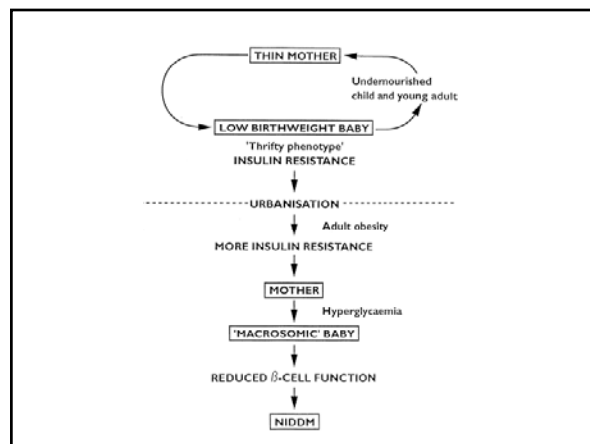 THIN MOTHER
Undernourished
child and young adult
LOW BIRTHWEIGHT BABY
'Thrifty phenotype'
INSULIN RESISTANCE
URBANISATION
Adult obesity
MORE INSULIN RESISTANCE
MOTHER
Hyperglycaemia
'MACROSOMIC' BABY
REDUCED β-CELL FUNCTION
NIDDM